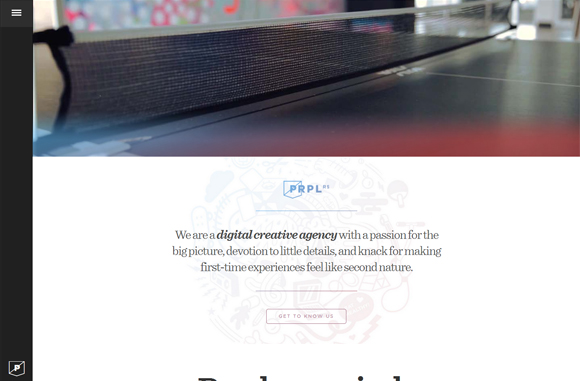 PRPL
We are a digital creative agency with a passion for the
big picture, devotion to little details, and knack for making
first-time experiences feel like second nature.
GET TO KNOW US
P